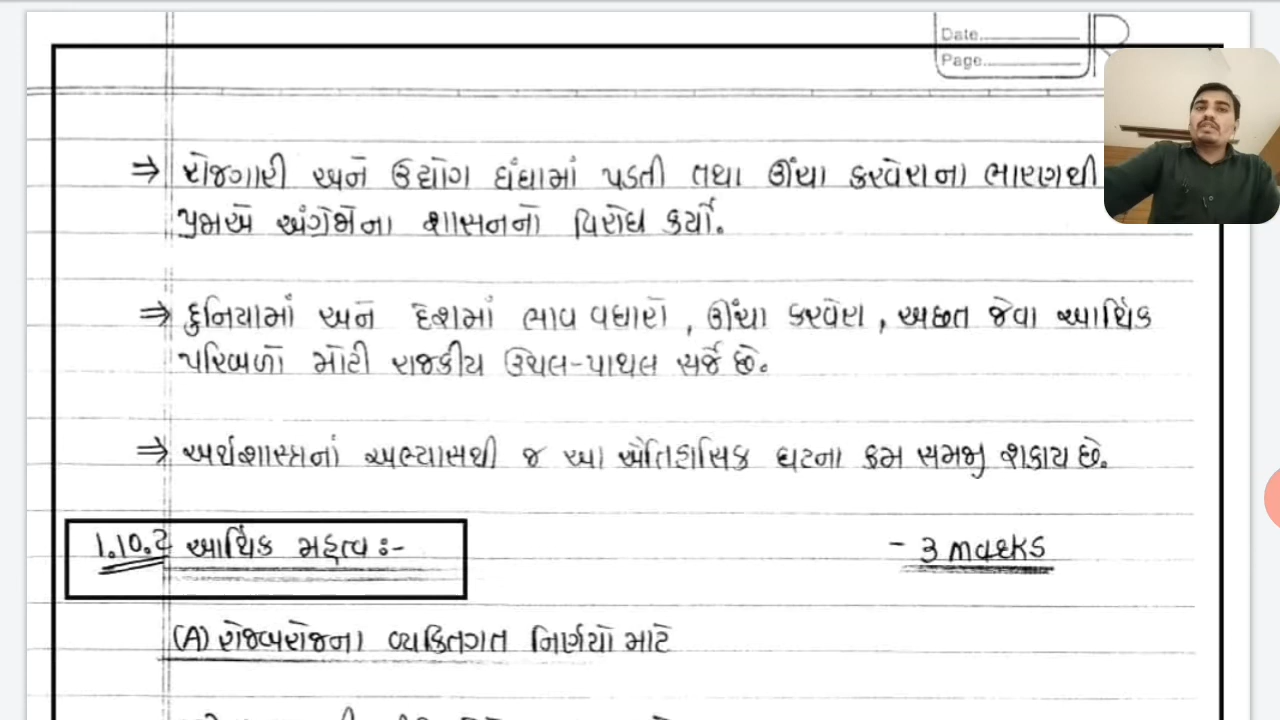 Date
Page
⇒ રોજગારી અને ઉદ્યોગ ધંધામાં પડતી તથા ઊંચા કરવેરાના ભારણથી
પ્રજાએ અંગ્રેજોના શાસનનો વિરોધ કર્યો.
⇒ દુનિયામાં અને દેશમાં ભાવ વધારો, ઊંચા કરવેરા, અછત જેવા આર્થિક
પરિબળો મોટી રાજકીય ઉથલ-પાથલ સર્જે છે.
⇒ અર્થશાસ્ત્રનાં અભ્યાસથી જ આ ઐતિહાસિક ઘટના ક્રમ સમજી શકાય છે.
1.10.2 આર્થિક મહત્વ :- - 3 marks
(A) રોજબરોજના વ્યક્તિગત નિર્ણયો માટે